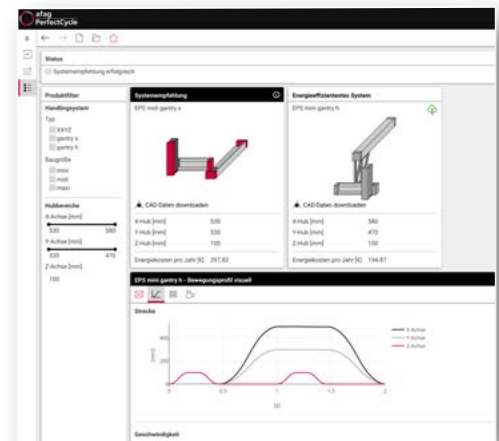 afag
PerfectCycle
Status
Systemempfehlung erfolgreich
Produktfilter
Handlingsystem
Typ
gantry s
gantry h
Baugröße
mini
midi
maxi
Hubbereiche
X-Achse [mm]
530 580
Y-Achse [mm]
330 470
Z-Achse [mm]
100
Systemempfehlung
EPS midi gantry s
CAD-Daten downloaden
X-Hub [mm] 530
Y-Hub [mm] 330
Z-Hub [mm] 100
Energiekosten pro Jahr [€] 297.82
Energieeffizientestes System
EPS mini gantry h
CAD-Daten downloaden
X-Hub [mm] 580
Y-Hub [mm] 470
Z-Hub [mm] 100
Energiekosten pro Jahr [€] 194.87
EPS mini gantry h - Bewegungsprofil visuell
Strecke
[mm]
400
200
0
0 0.5 1 1.5 2
[s]
X-Achse
Y-Achse
Z-Achse
Geschwindigkeit